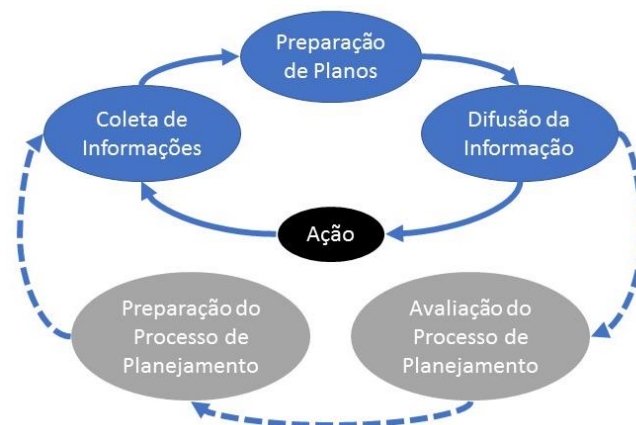 Preparação
de Planos
Coleta de
Informações
Difusão da
Informação
Ação
Preparação do
Processo de
Planejamento
Avaliação do
Processo de
Planejamento